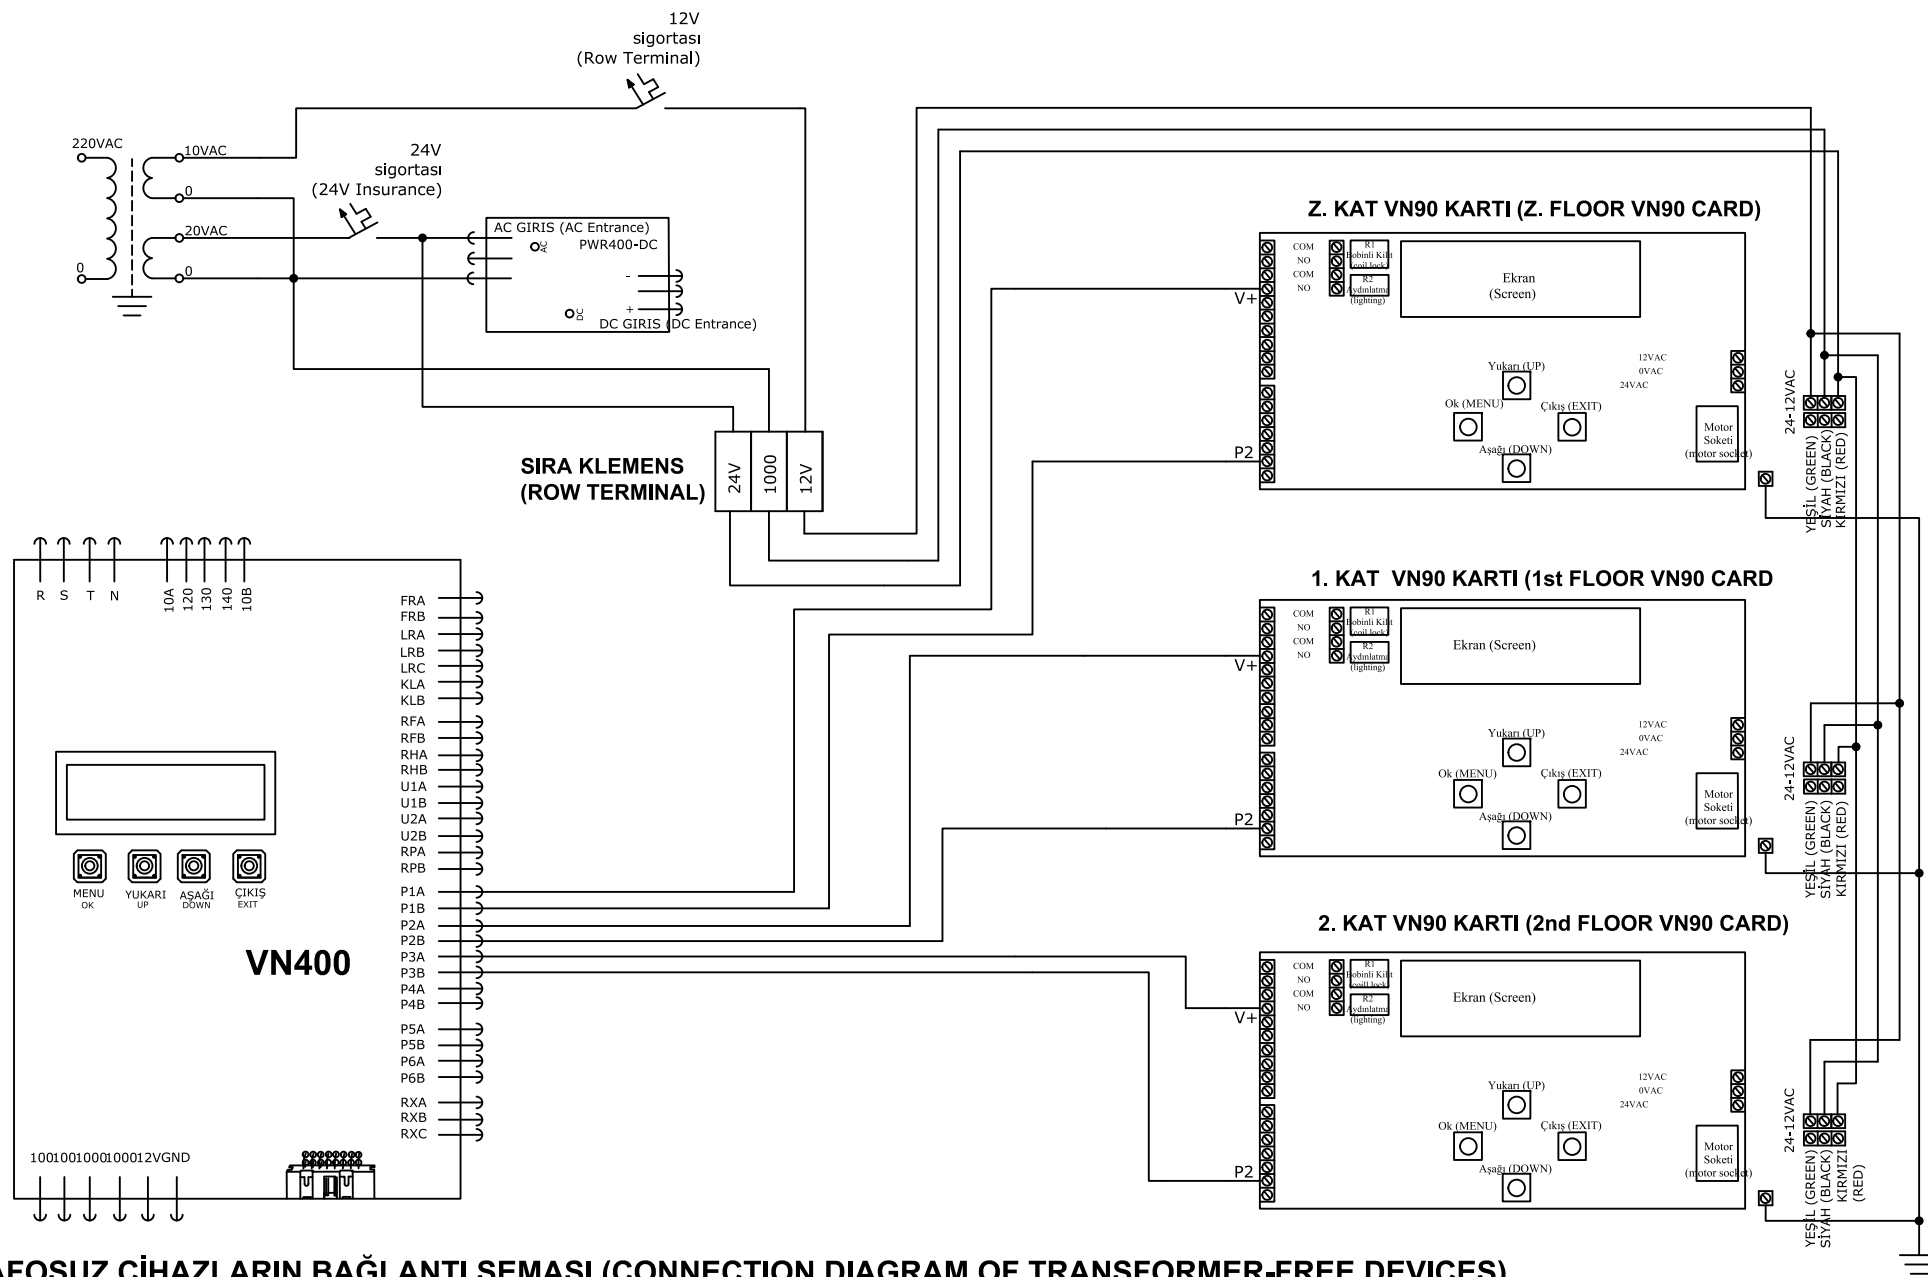 12V
sigortası
(Row Terminal)
220VAC
10VAC
0
24V
sigortası
(24V Insurance)
20VAC
0
0
AC GIRIS (AC Entrance)
PWR400-DC
AC
-
+
DC
DC GIRIS (DC Entrance)
SIRA KLEMENS
(ROW TERMINAL)
24V
1000
12V
R S T N 10A 120 130 140 10B
FRA
FRB
LRA
LRB
LRC
KLA
KLB
RFA
RFB
RHA
RHB
U1A
U1B
U2A
U2B
RPA
RPB
P1A
P1B
P2A
P2B
P3A
P3B
P4A
P4B
P5A
P5B
P6A
P6B
RXA
RXB
RXC
MENU YUKARI AŞAĞI ÇIKIŞ
OK UP DOWN EXIT
VN400
100 100 1000 1000 12V GND
Z. KAT VN90 KARTI (Z. FLOOR VN90 CARD)
COM
NO
COM
NO
R1
Bobinli Kilit
(coil lock)
R2
Aydınlatma
(lighting)
Ekran
(Screen)
V+
P2
Yukarı (UP)
Ok (MENU)
Çıkış (EXIT)
Aşağı (DOWN)
12VAC
0VAC
24VAC
Motor
Soketi
(motor socket)
24-12VAC
YEŞİL (GREEN)
SİYAH (BLACK)
KIRMIZI (RED)
1. KAT VN90 KARTI (1st FLOOR VN90 CARD
COM
NO
COM
NO
R1
Bobinli Kilit
(coil lock)
R2
Aydınlatma
(lighting)
Ekran (Screen)
V+
P2
Yukarı (UP)
Ok (MENU)
Çıkış (EXIT)
Aşağı (DOWN)
12VAC
0VAC
24VAC
Motor
Soketi
(motor socket)
24-12VAC
YEŞİL (GREEN)
SİYAH (BLACK)
KIRMIZI (RED)
2. KAT VN90 KARTI (2nd FLOOR VN90 CARD)
COM
NO
COM
NO
R1
Bobinli Kilit
(coill lock)
R2
Aydınlatma
(lighting)
Ekran (Screen)
V+
P2
Yukarı (UP)
Ok (MENU)
Çıkış (EXIT)
Aşağı (DOWN)
12VAC
0VAC
24VAC
Motor
Soketi
(motor socket)
24-12VAC
YEŞİL (GREEN)
SİYAH (BLACK)
KIRMIZI
(RED)
AFOSUZ CİHAZLARIN BAĞLANTI ŞEMASI (CONNECTION DIAGRAM OF TRANSFORMER-FREE DEVICES)